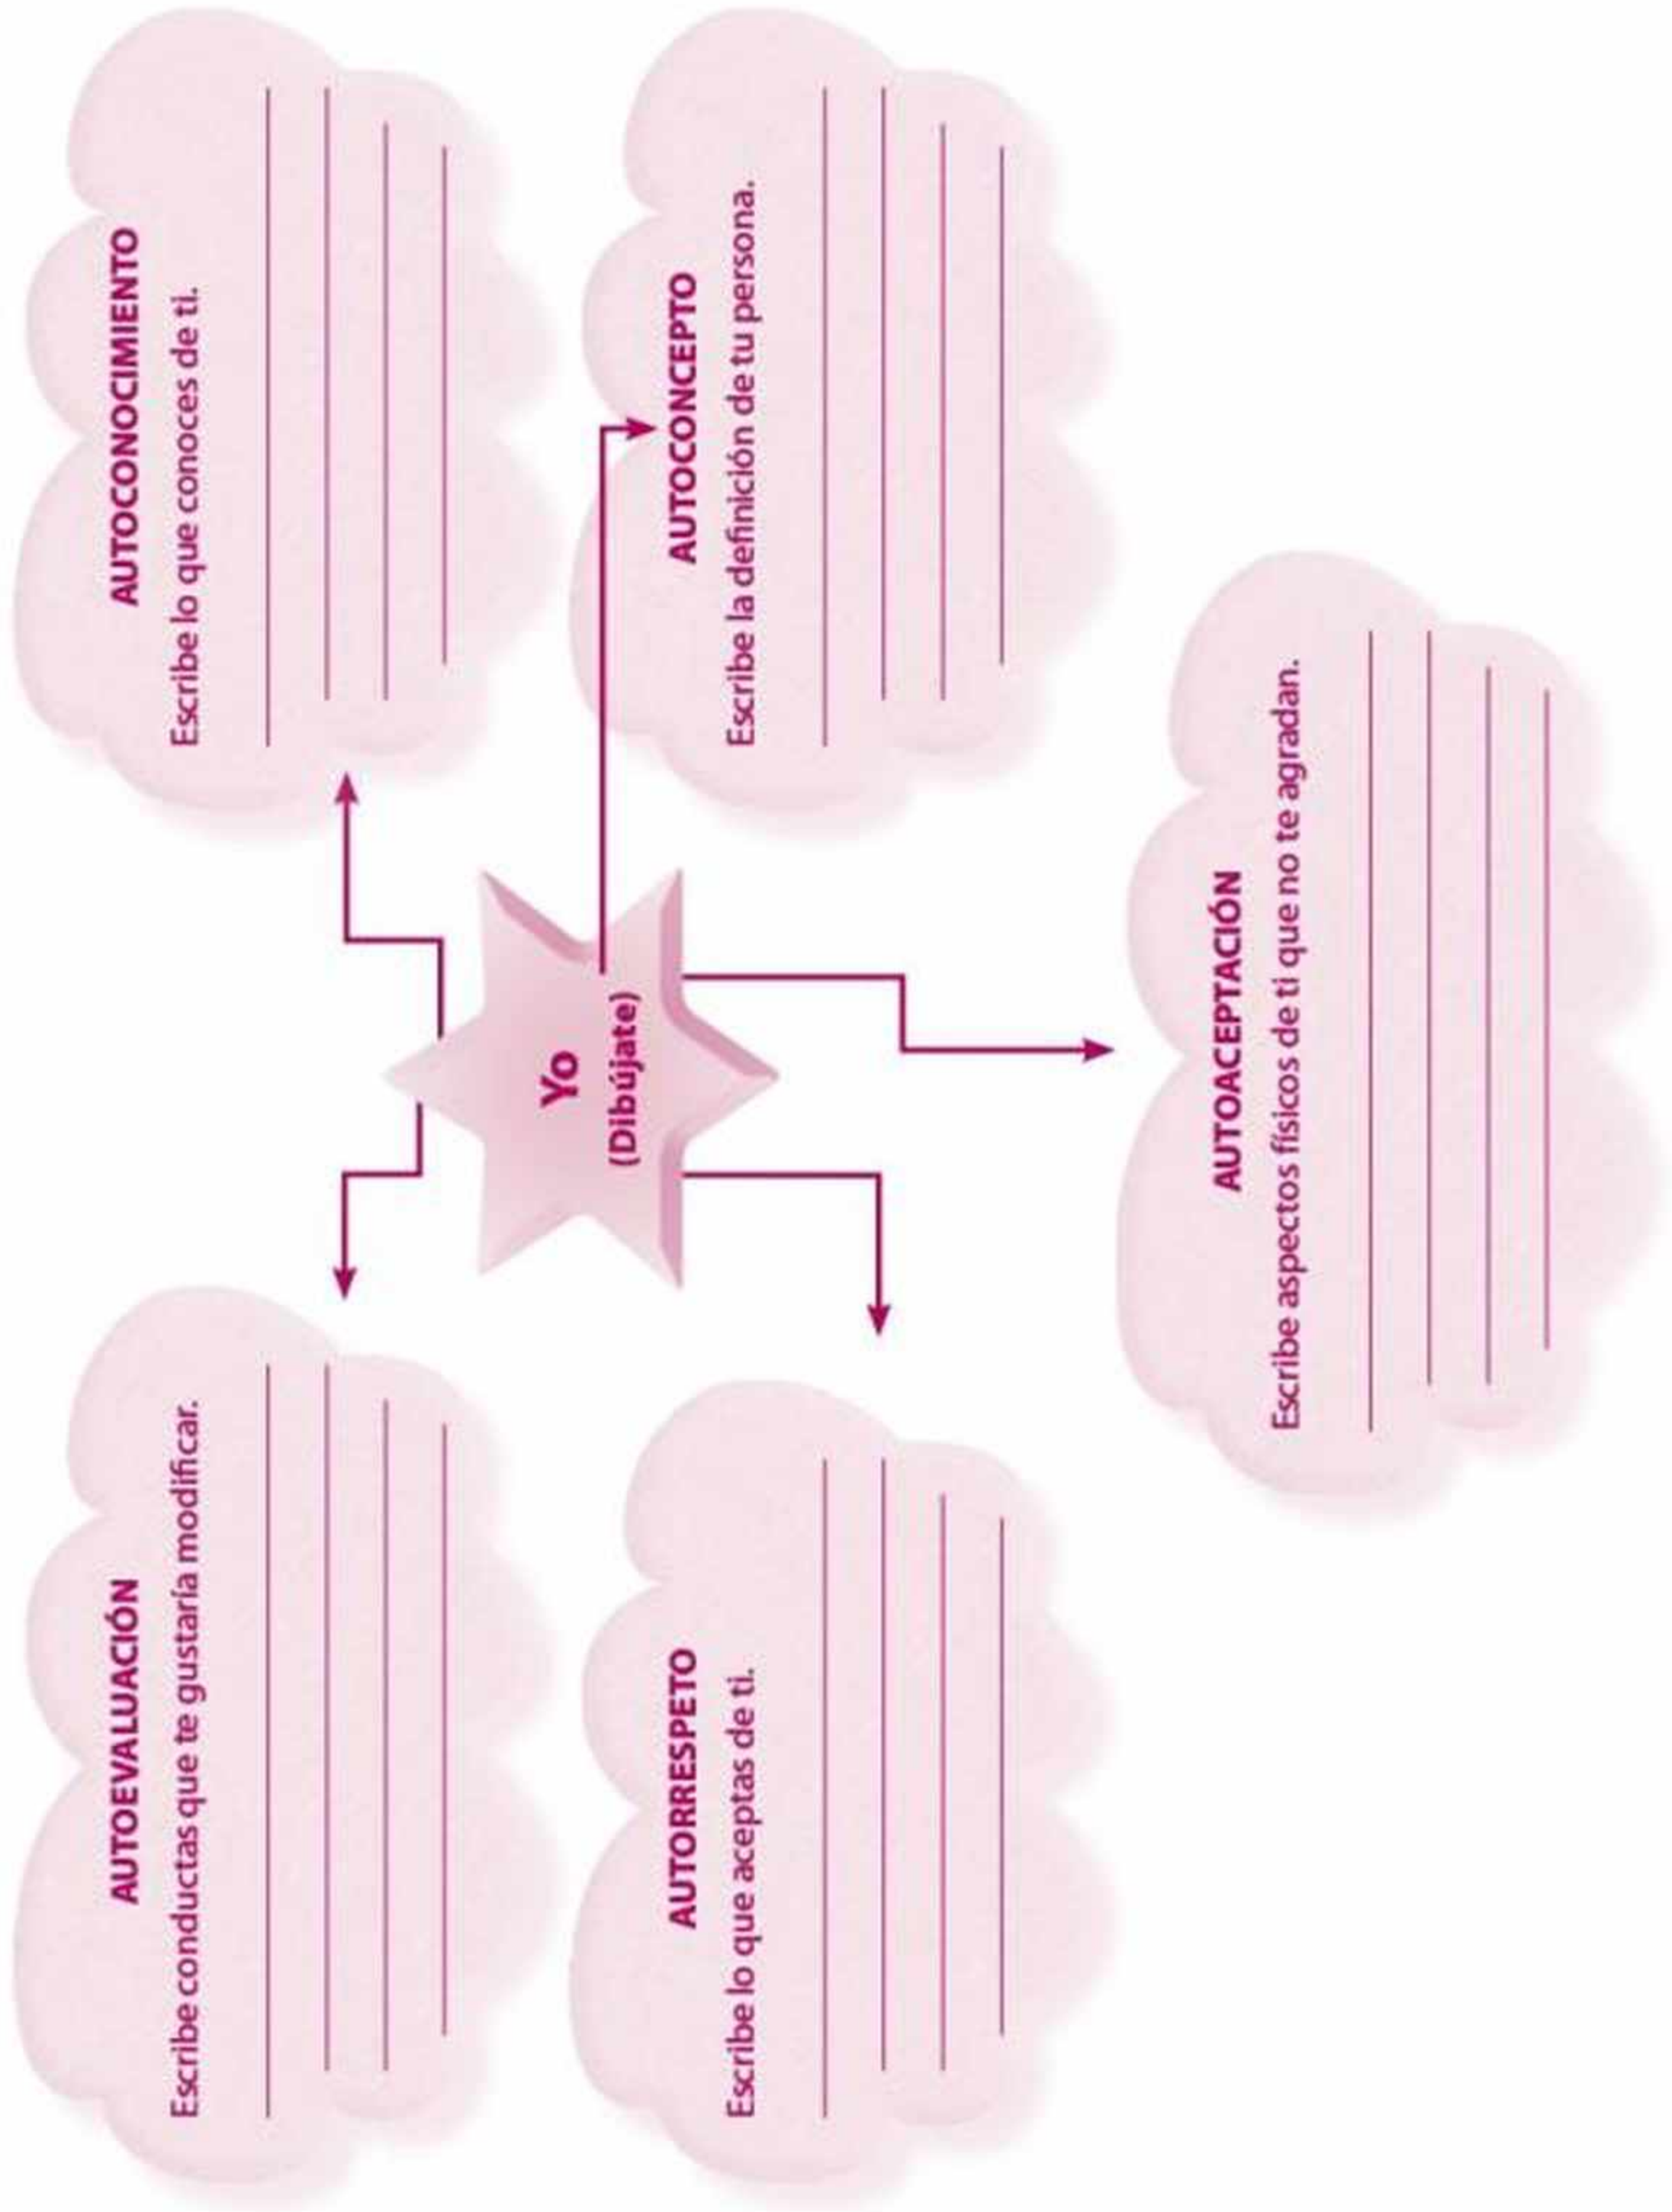 AUTOEVALUACIÓN
Escribe conductas que te gustaría modificar.
AUTOCONOCIMIENTO
Escribe lo que conoces de ti.
Yo
(Dibújate)
AUTORRESPETO
Escribe lo que aceptas de ti.
AUTOCONCEPTO
Escribe la definición de tu persona.
AUTOACEPTACIÓN
Escribe aspectos físicos de ti que no te agradan.